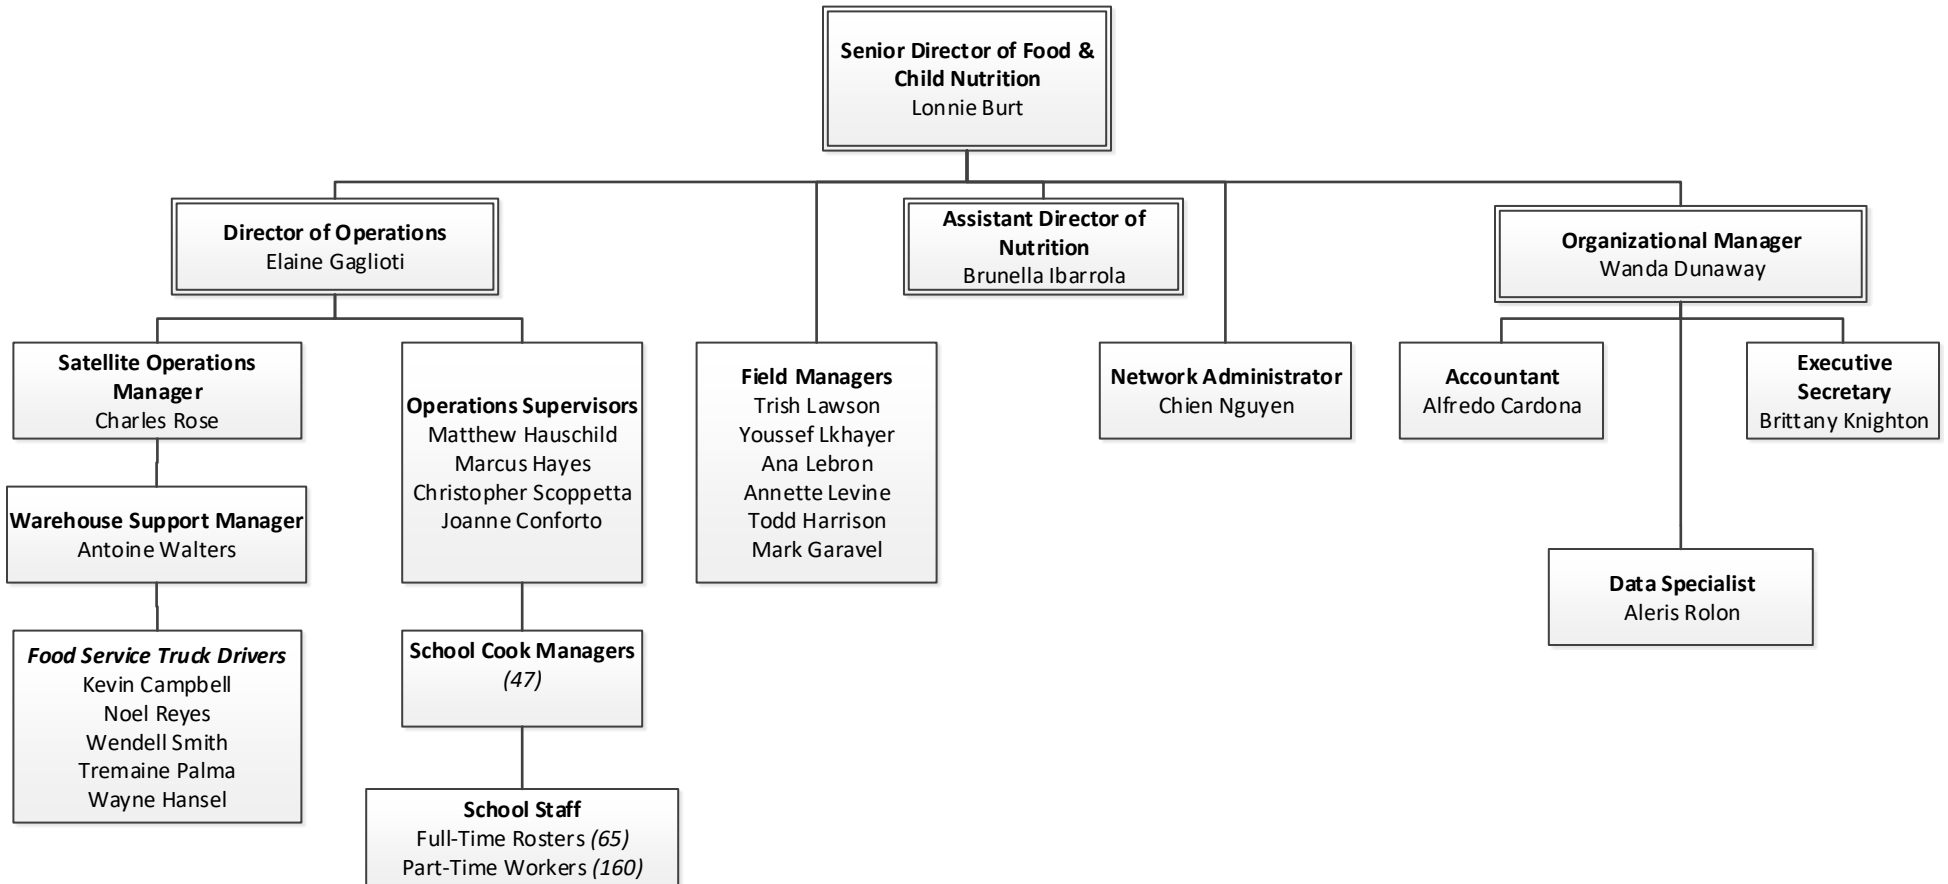 Senior Director of Food &
Child Nutrition
Lonnie Burt
Director of Operations
Elaine Gaglioti
Assistant Director of
Nutrition
Brunella Ibarrola
Organizational Manager
Wanda Dunaway
Satellite Operations
Manager
Charles Rose
Operations Supervisors
Matthew Hauschild
Marcus Hayes
Christopher Scoppetta
Joanne Conforto
Field Managers
Trish Lawson
Youssef Lkhayer
Ana Lebron
Annette Levine
Todd Harrison
Mark Garavel
Network Administrator
Chien Nguyen
Accountant
Alfredo Cardona
Executive
Secretary
Brittany Knighton
Warehouse Support Manager
Antoine Walters
Data Specialist
Aleris Rolon
Food Service Truck Drivers
Kevin Campbell
Noel Reyes
Wendell Smith
Tremaine Palma
Wayne Hansel
School Cook Managers
(47)
School Staff
Full-Time Rosters (65)
Part-Time Workers (160)